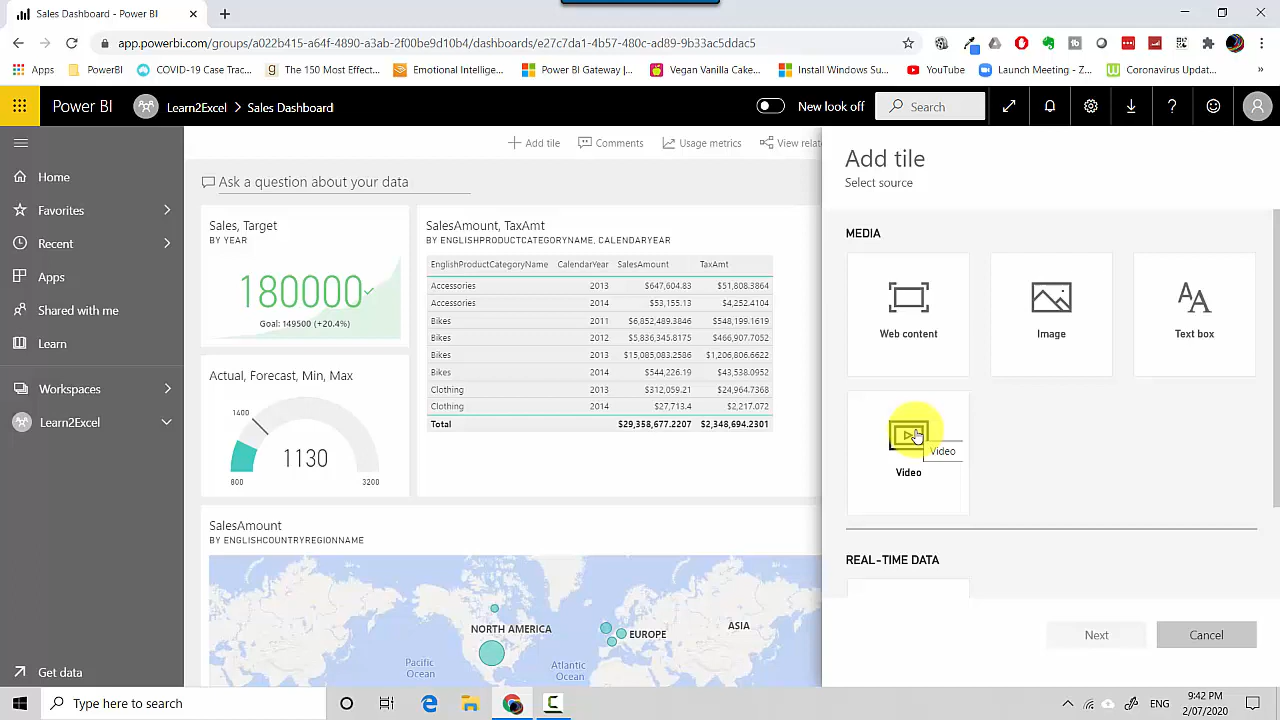 Sales Dashboard - Power BI
app.powerbi.com/groups/a022b415-a64f-4980-a3ab-2f00b9d10b4/dashboards/e27c7da1-4b57-480c-ad89-9b33ac5ddac5
Apps PowerBI COVID-19 Case Trac... The 150 Most Effect... Emotional Intellige... Power BI Gateway |... Vegan Vanilla Cake... Install Windows Su... YouTube Launch Meeting - Z... Coronavirus Updat... »
Power BI Learn2Excel > Sales Dashboard New look off Search
Add tile Comments Usage metrics View rela
Ask a question about your data
Home
Favorites
Recent
Apps
Shared with me
Learn
Workspaces
Learn2Excel
Get data
Sales, Target
BY YEAR
180000
Goal: 149500 (+20.4%)
Actual, Forecast, Min, Max
1400
1130
800 3200
SalesAmount, TaxAmt
BY ENGLISHPRODUCTCATEGORYNAME, CALENDARYEAR
EnglishProductCategoryName CalendarYear SalesAmount TaxAmt
Accessories 2013 $647,604.83 $51,808.3864
Accessories 2014 $53,155.13 $4,252.4104
Bikes 2011 $6,852,489.3846 $548,199.1619
Bikes 2012 $5,836,345.8175 $466,907.7052
Bikes 2013 $15,085,083.2586 $1,206,806.6622
Bikes 2014 $544,226.19 $43,538.0952
Clothing 2013 $312,059.21 $24,964.7368
Clothing 2014 $27,713.4 $2,217.072
Total $29,358,677.2207 $2,348,694.2301
SalesAmount
BY ENGLISHCOUNTRYREGIONNAME
NORTH AMERICA
EUROPE
ASIA
Pacific
Ocean
Atlantic
Ocean
Add tile
Select source
MEDIA
Web content
Image
Text box
Video
Video
REAL-TIME DATA
Next
Cancel
Type here to search
ENG
9:42 PM
2/07/2020